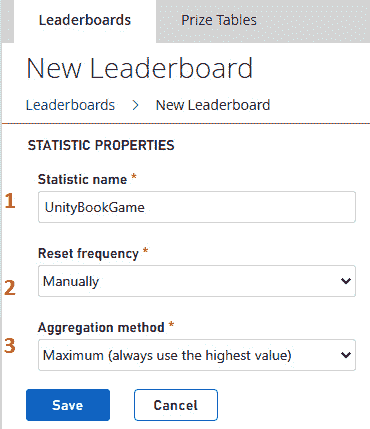 Leaderboards Prize Tables
New Leaderboard
Leaderboards > New Leaderboard
STATISTIC PROPERTIES
Statistic name *
1 UnityBookGame
Reset frequency *
2 Manually
Aggregation method *
3 Maximum (always use the highest value)
Save Cancel